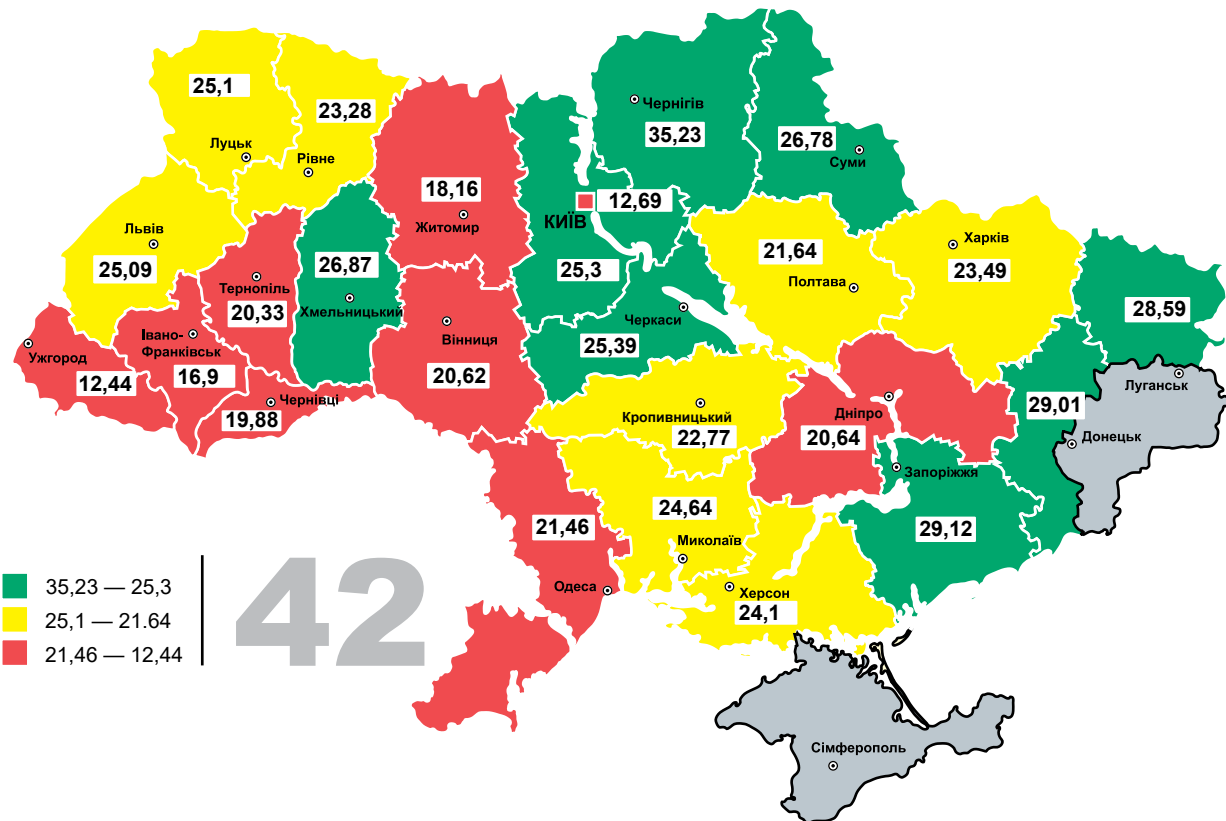 25,1
Луцьк
23,28
Рівне
18,16
Житомир
Чернігів
35,23
26,78
Суми
КИЇВ
12,69
25,3
Львів
25,09
Тернопіль
20,33
26,87
Хмельницький
Вінниця
20,62
Черкаси
25,39
21,64
Полтава
Харків
23,49
28,59
Луганськ
Ужгород
12,44
Івано-
Франківськ
16,9
Чернівці
19,88
Кропивницький
22,77
Дніпро
20,64
29,01
Донецьк
Запоріжжя
29,12
24,64
Миколаїв
21,46
Одеса
Херсон
24,1
Сімферополь
35,23 — 25,3
25,1 — 21.64
21,46 — 12,44
42